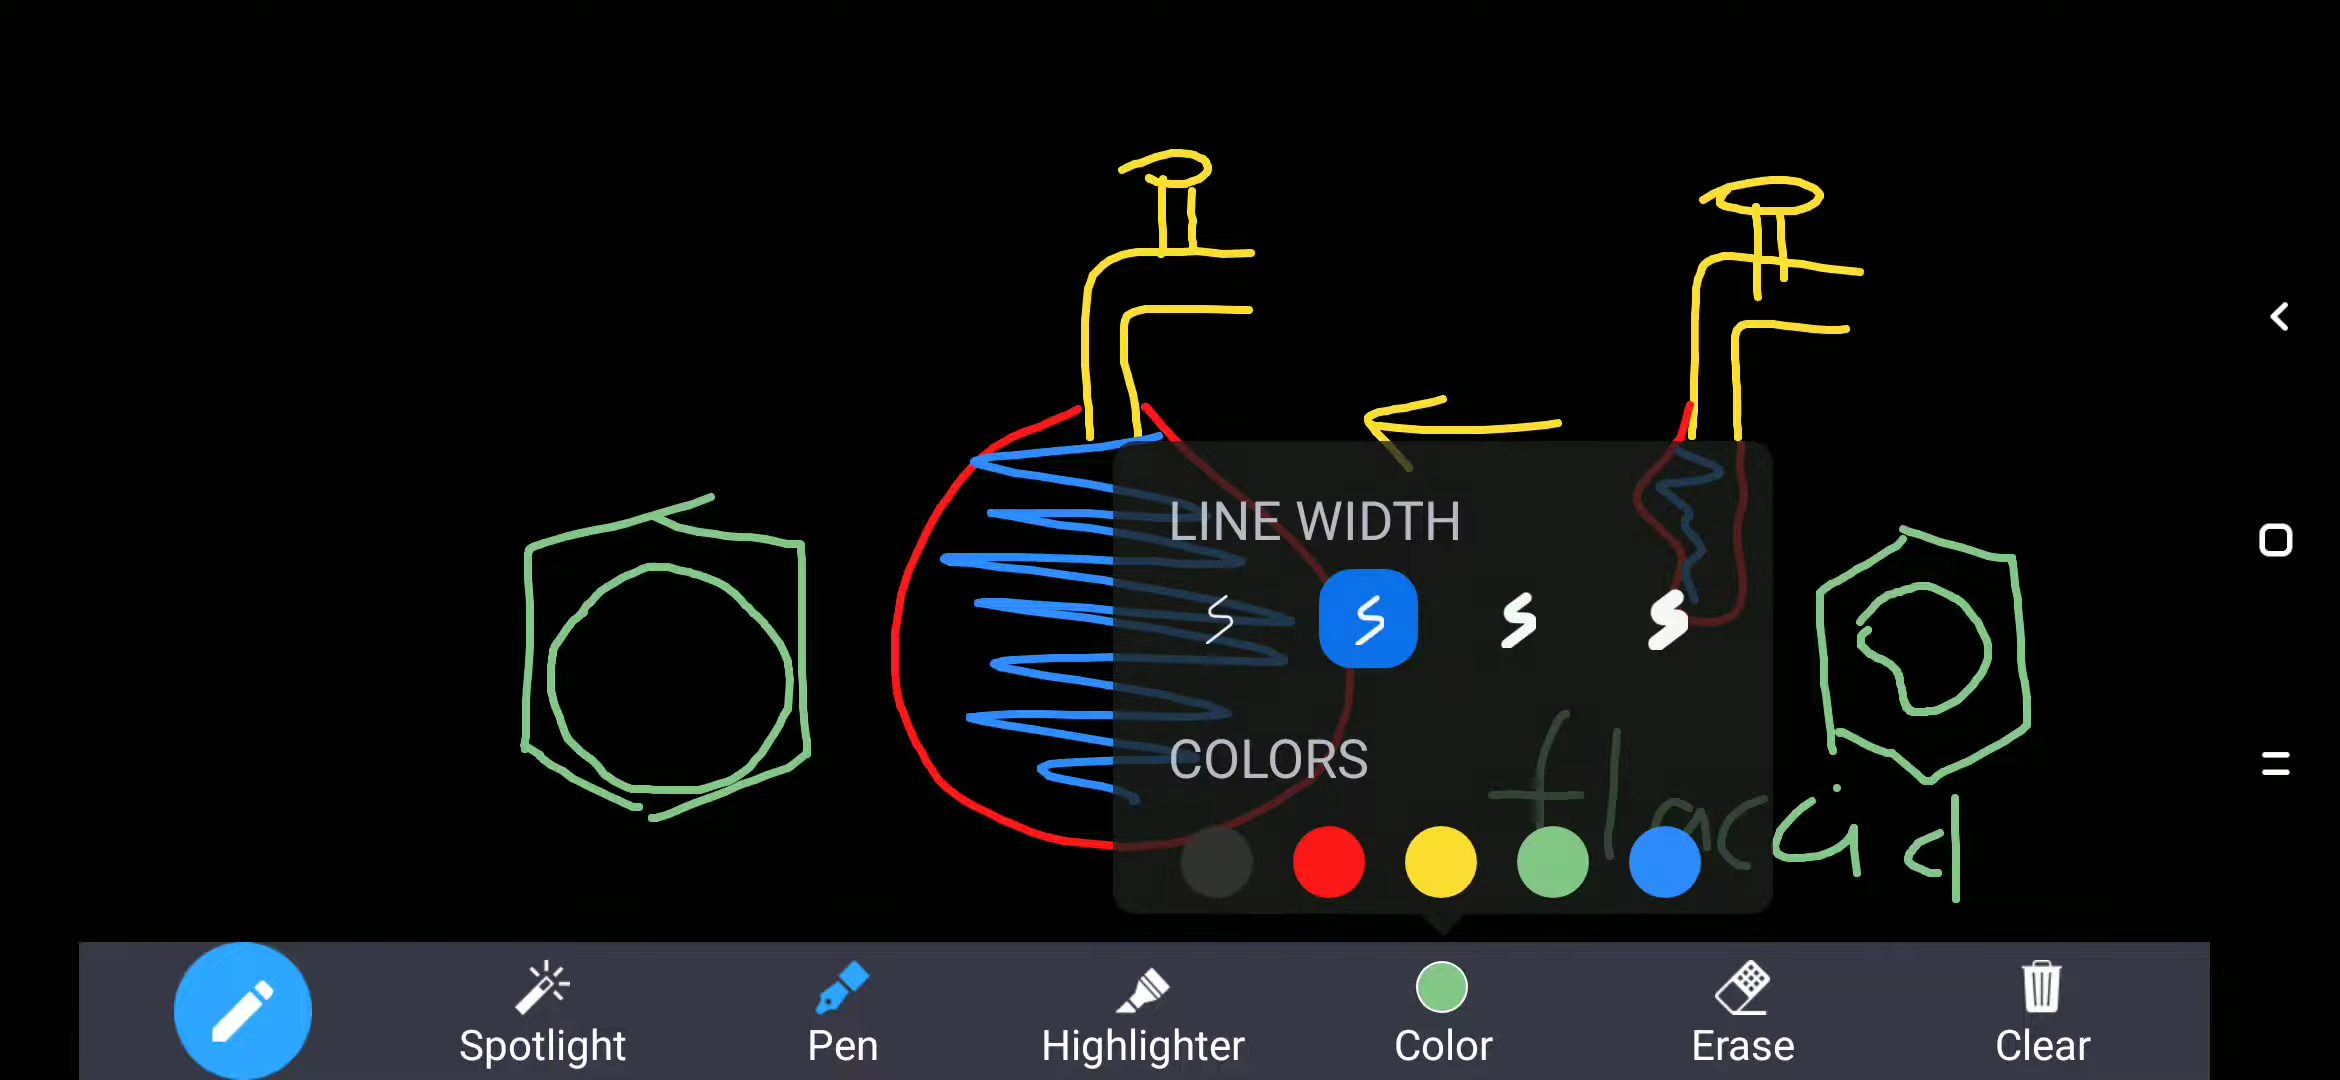 LINE WIDTH
COLORS
flaccid
Spotlight
Pen
Highlighter
Color
Erase
Clear